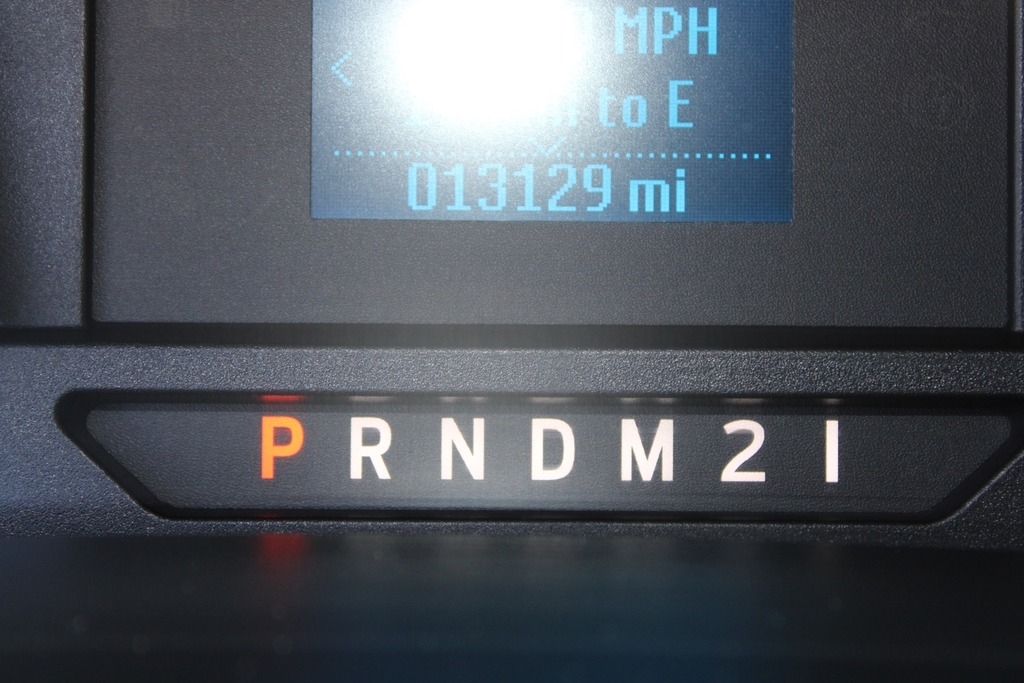 MPH
to E
013129 mi
P R N D M 2 1